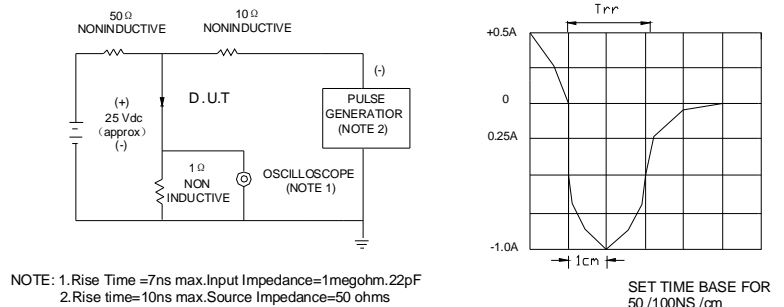 50Ω
NONINDUCTIVE
10Ω
NONINDUCTIVE
(+)
25 Vdc
(approx)
(-)
D.U.T
(-)
PULSE
GENERATIOR
(NOTE 2)
1Ω
NON
INDUCTIVE
OSCILLOSCOPE
(NOTE 1)
NOTE: 1.Rise Time =7ns max.Input Impedance=1megohm.22pF
2.Rise time=10ns max.Source Impedance=50 ohms
Trr
+0.5A
0
0.25A
-1.0A
1cm
SET TIME BASE FOR
50 /100NS /cm